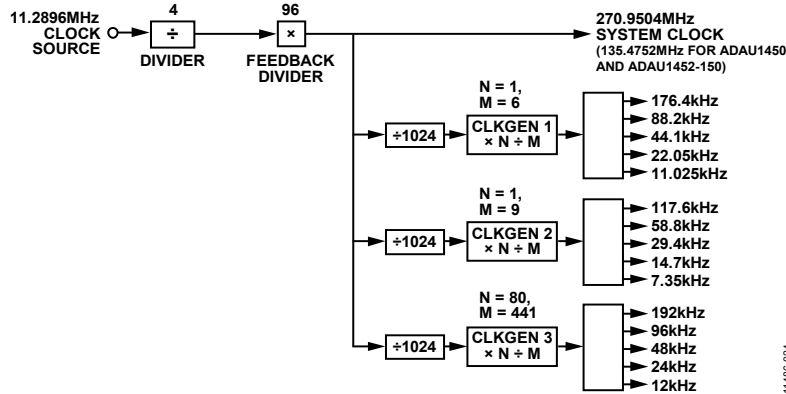 11.2896MHz
CLOCK
SOURCE
4
÷
DIVIDER
96
×
FEEDBACK
DIVIDER
270.9504MHz
SYSTEM CLOCK
(135.4752MHz FOR ADAU1450
AND ADAU1452-150)
N = 1,
M = 6
÷1024
CLKGEN 1
× N ÷ M
176.4kHz
88.2kHz
44.1kHz
22.05kHz
11.025kHz
N = 1,
M = 9
÷1024
CLKGEN 2
× N ÷ M
117.6kHz
58.8kHz
29.4kHz
14.7kHz
7.35kHz
N = 80,
M = 441
÷1024
CLKGEN 3
× N ÷ M
192kHz
96kHz
48kHz
24kHz
12kHz